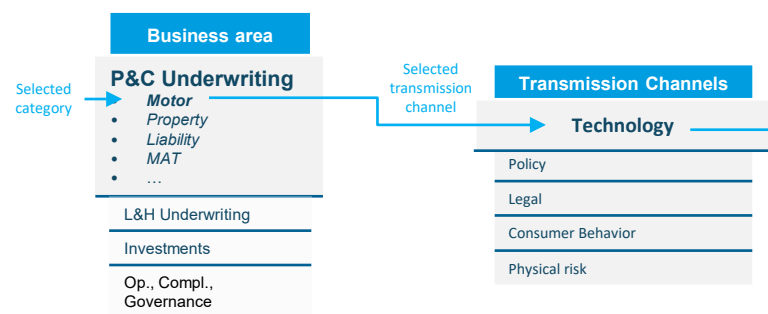 Business area
P&C Underwriting
• Motor
• Property
• Liability
• MAT
• …
L&H Underwriting
Investments
Op., Compl.,
Governance
Selected
category
Selected
transmission
channel
Transmission Channels
Technology
Policy
Legal
Consumer Behavior
Physical risk